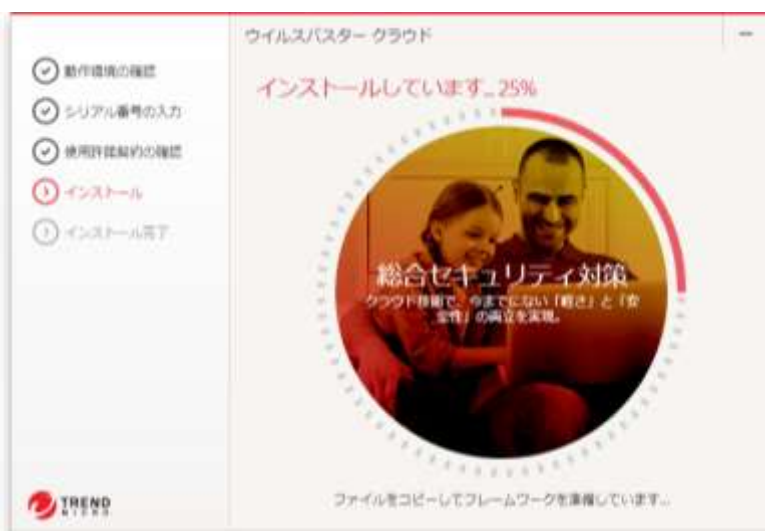 ウイルスバスター クラウド
動作環境の確認
シリアル番号の入力
使用許諾契約の確認
インストール
インストール完了
インストールしています... 25%
総合セキュリティ対策
クラウド技術で、今までにない「軽さ」と「安
全性」の両立を実現。
ファイルをコピーしてフレームワークを準備しています...
TREND
MICRO